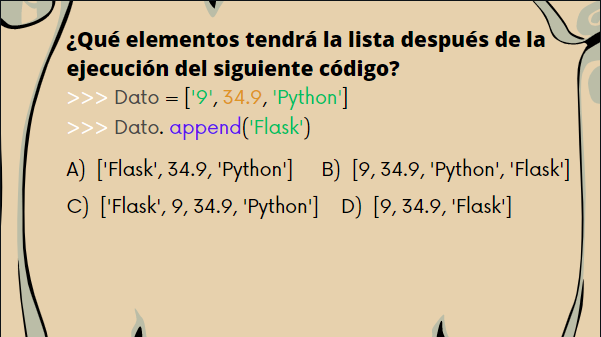 ¿Qué elementos tendrá la lista después de la
ejecución del siguiente código?
>>> Dato = ['9', 34.9, 'Python']
>>> Dato. append('Flask')
A) ['Flask', 34.9, 'Python'] B) [9, 34.9, 'Python', 'Flask']
C) ['Flask', 9, 34.9, 'Python'] D) [9, 34.9, 'Flask']